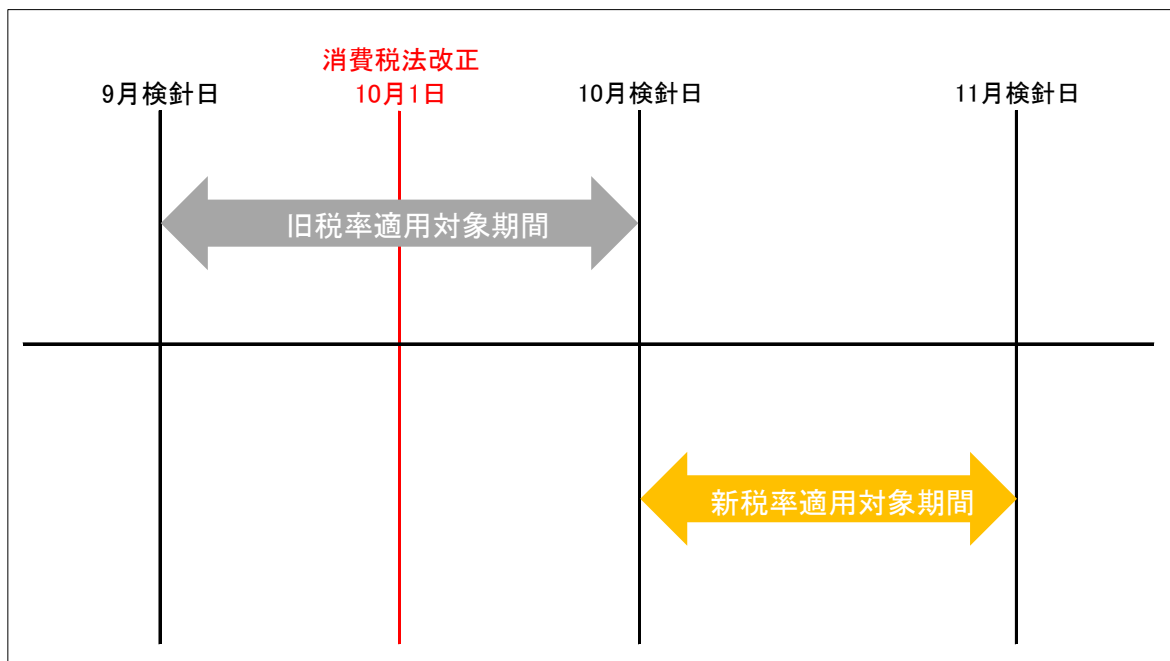 消費税法改正
9月検針日
10月1日
10月検針日
11月検針日
旧税率適用対象期間
新税率適用対象期間